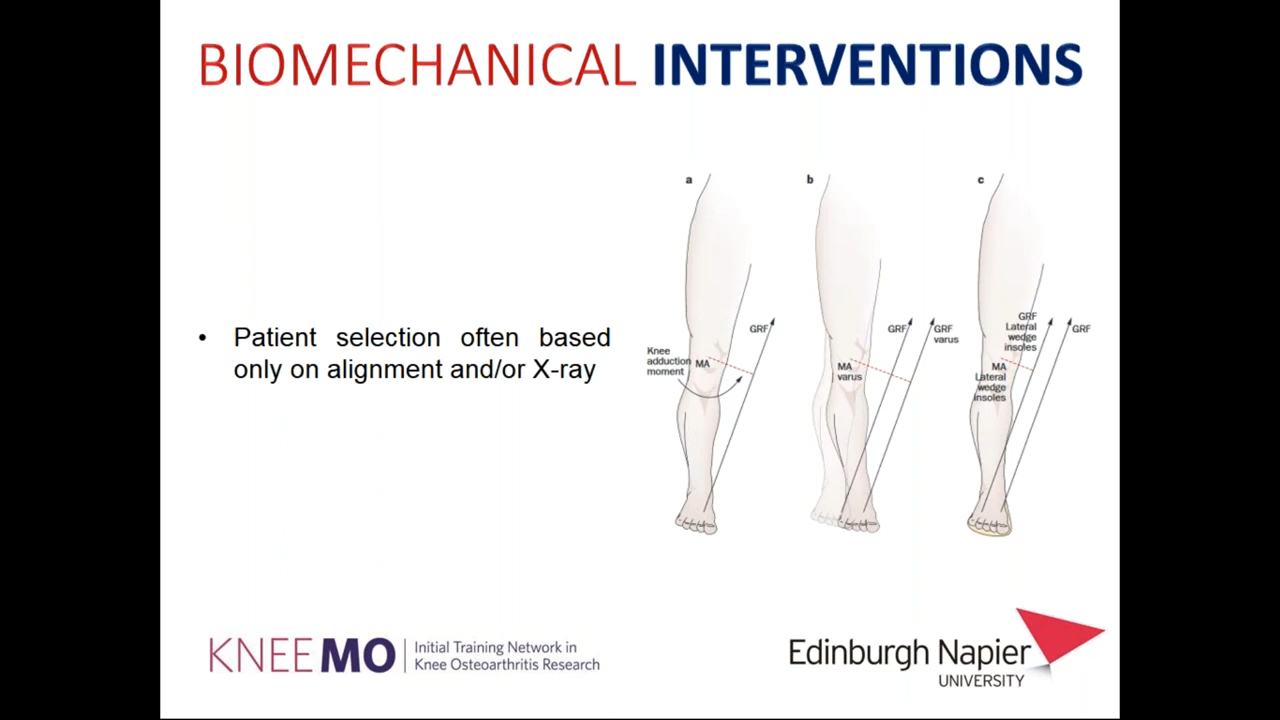 BIOMECHANICAL INTERVENTIONS
• Patient selection often based
only on alignment and/or X-ray
a
Knee
adduction
moment
MA
GRF
b
MA
varus
GRF
GRF
varus
c
GRF
Lateral
wedge
insoles
MA
Lateral
wedge
insoles
GRF
KNEEMO
Initial Training Network in
Knee Osteoarthritis Research
Edinburgh Napier
UNIVERSITY